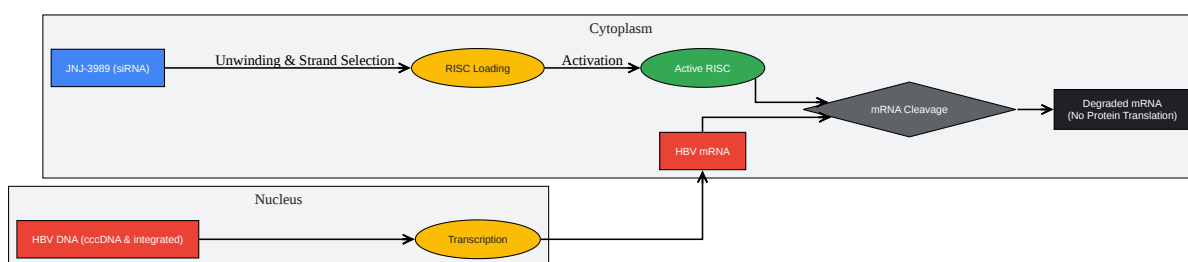 Cytoplasm
JNJ-3989 (siRNA)
Unwinding & Strand Selection
RISC Loading
Activation
Active RISC
mRNA Cleavage
Degraded mRNA
(No Protein Translation)
HBV mRNA
Nucleus
HBV DNA (cccDNA & integrated)
Transcription